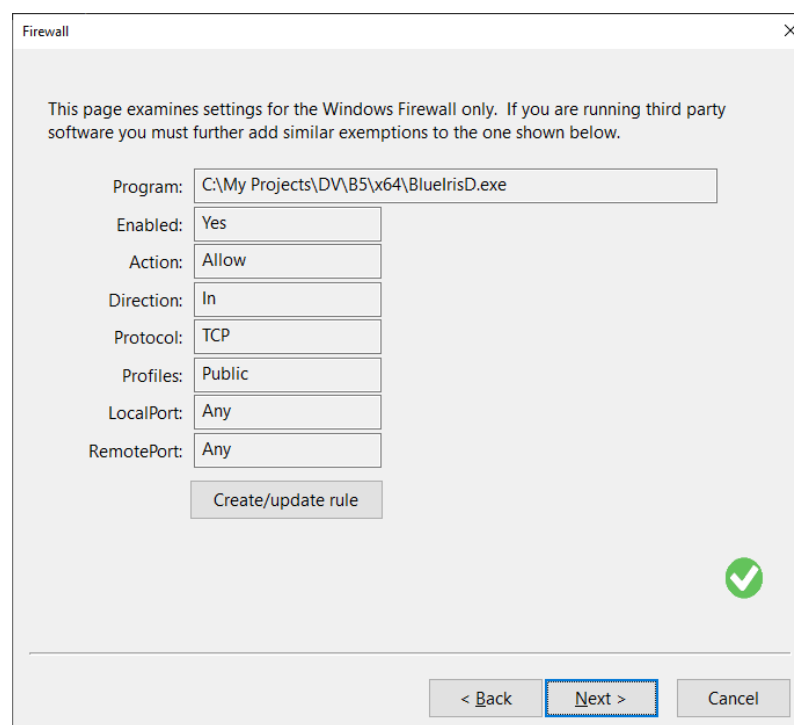 Firewall
This page examines settings for the Windows Firewall only.  If you are running third party
software you must further add similar exemptions to the one shown below.
Program: C:\My Projects\DV\B5\x64\BlueIrisD.exe
Enabled: Yes
Action: Allow
Direction: In
Protocol: TCP
Profiles: Public
LocalPort: Any
RemotePort: Any
Create/update rule
< Back Next > Cancel